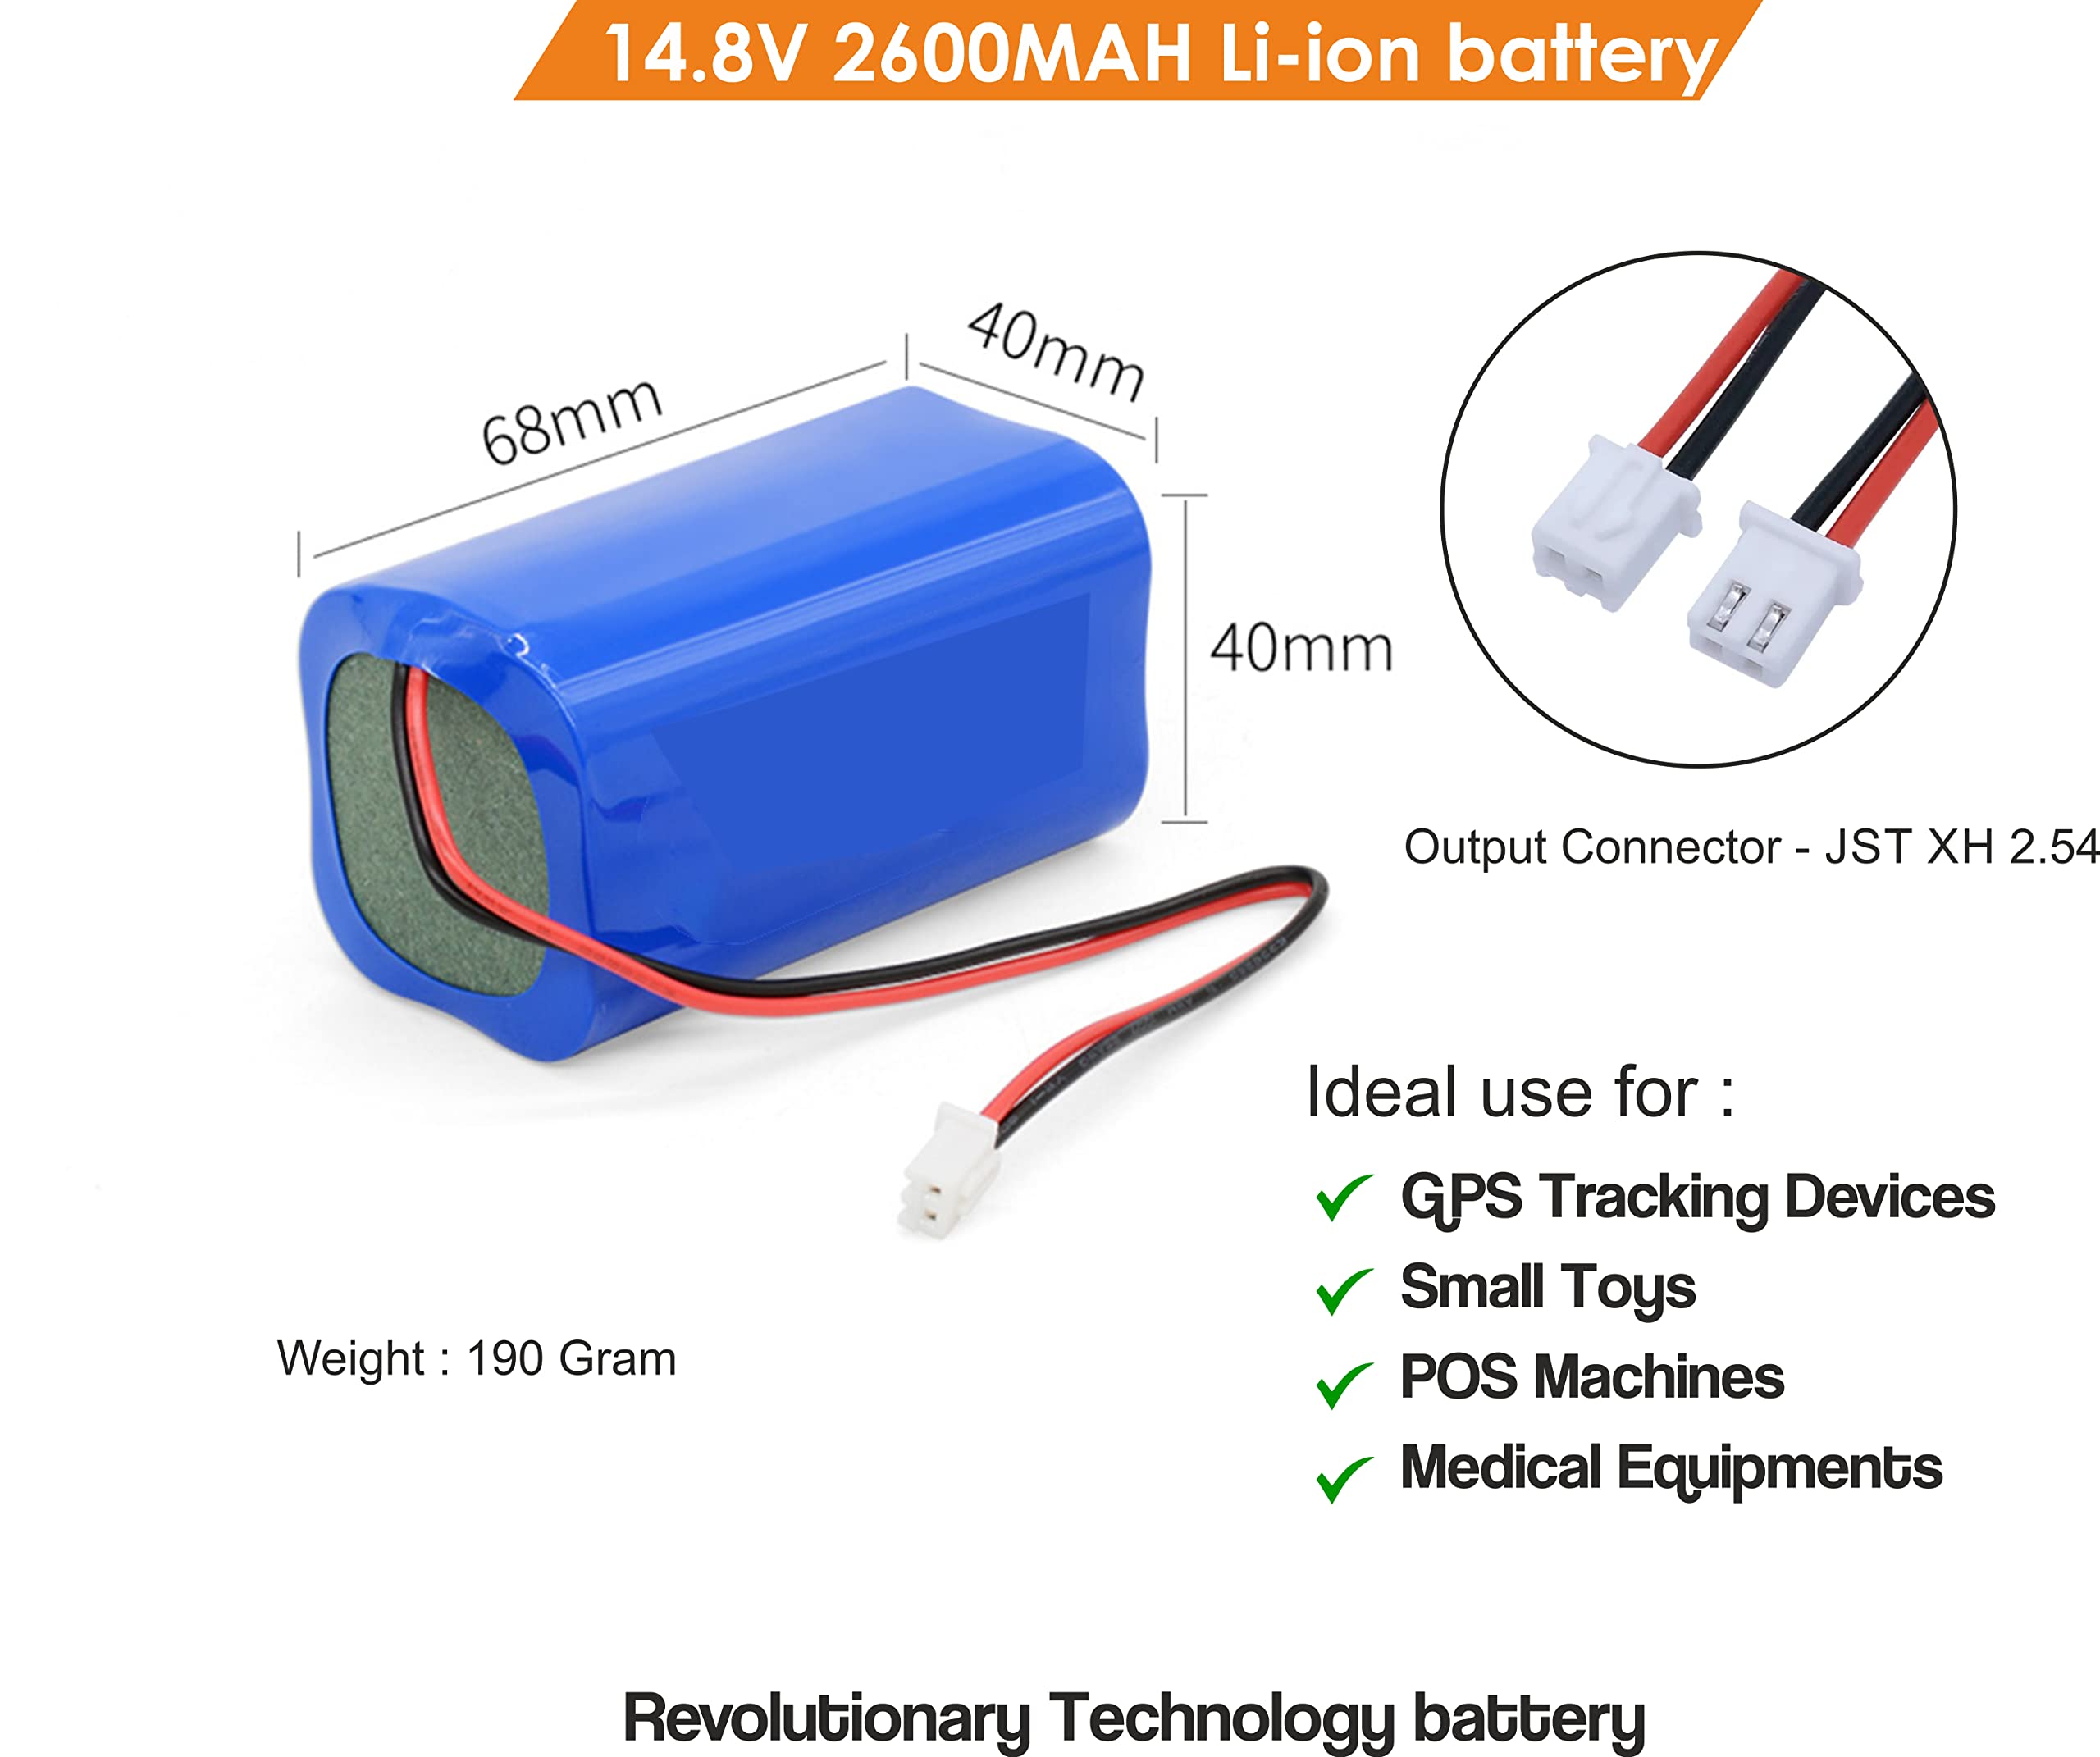 14.8V 2600MAH Li-ion battery
40mm
68mm
40mm
Output Connector - JST XH 2.54
Ideal use for :
GPS Tracking Devices
Small Toys
POS Machines
Medical Equipments
Weight : 190 Gram
Revolutionary Technology battery